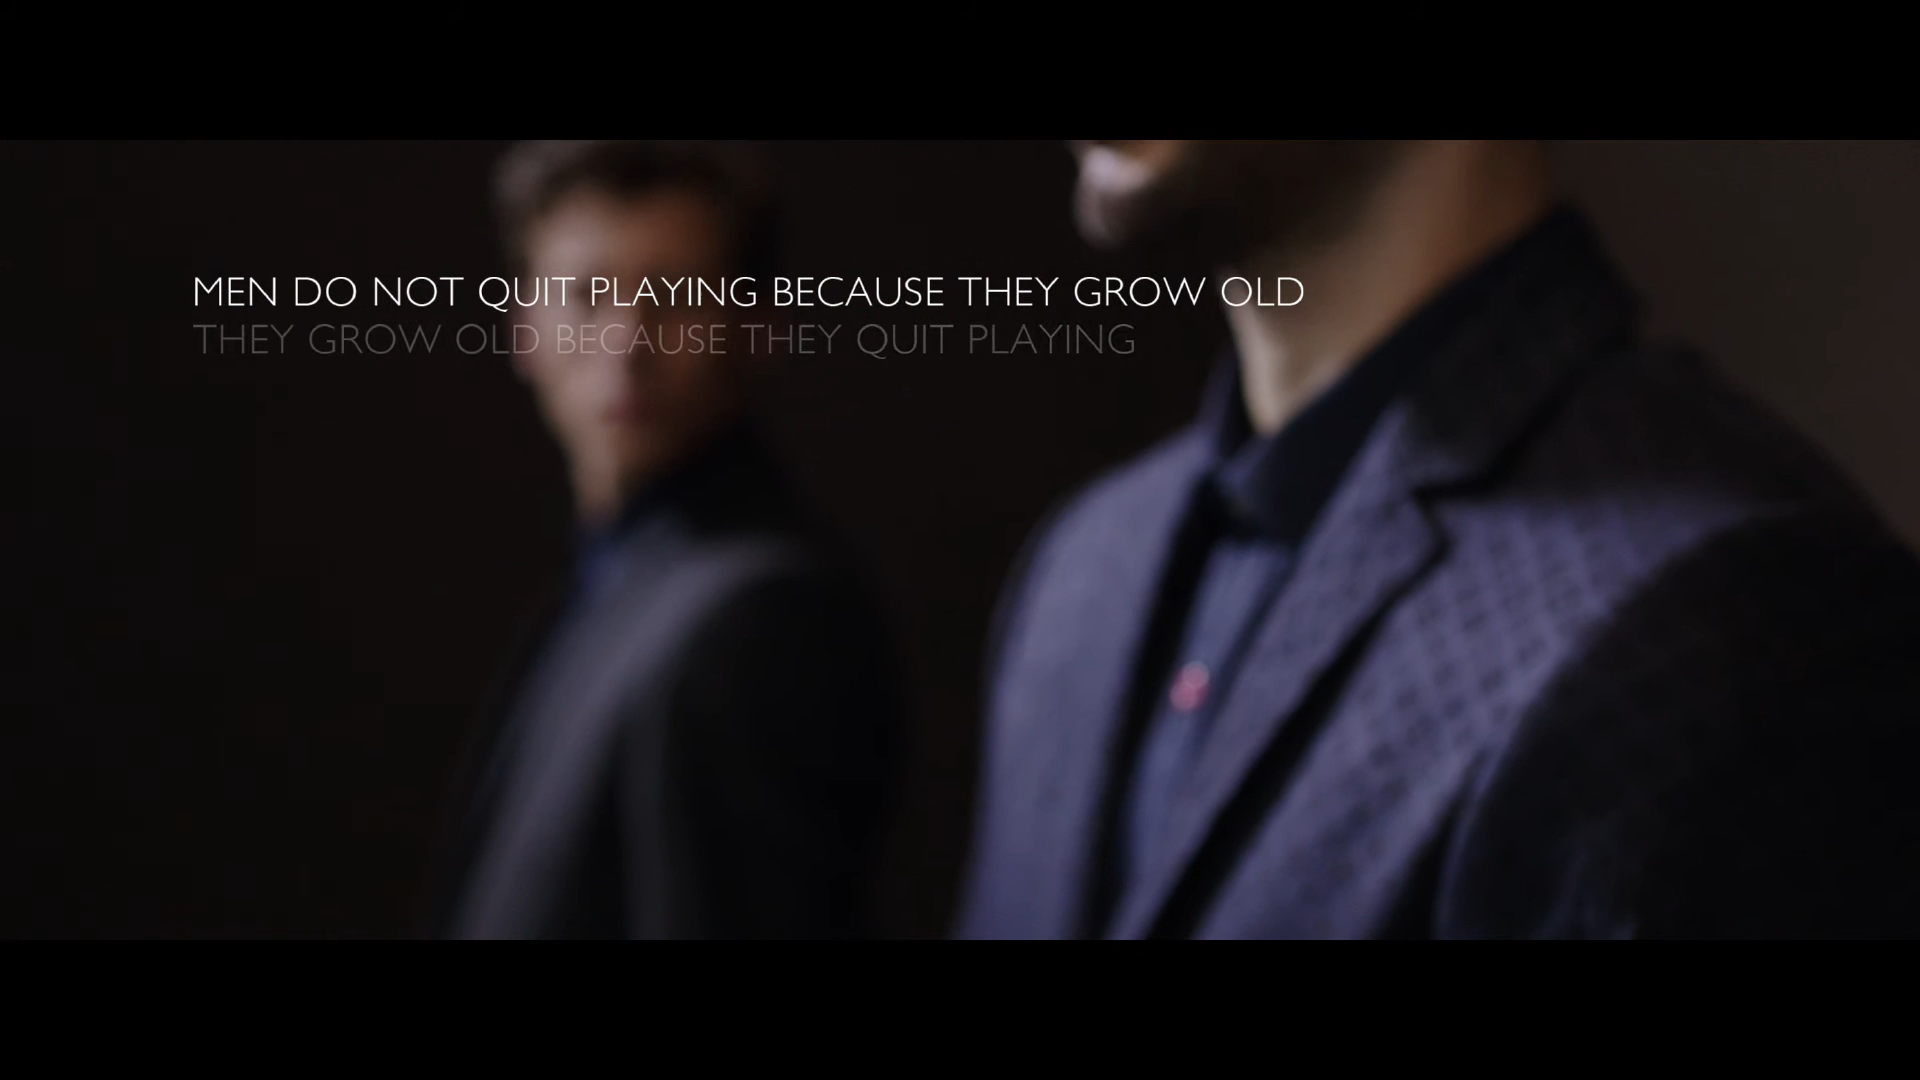 MEN DO NOT QUIT PLAYING BECAUSE THEY GROW OLD
THEY GROW OLD BECAUSE THEY QUIT PLAYING